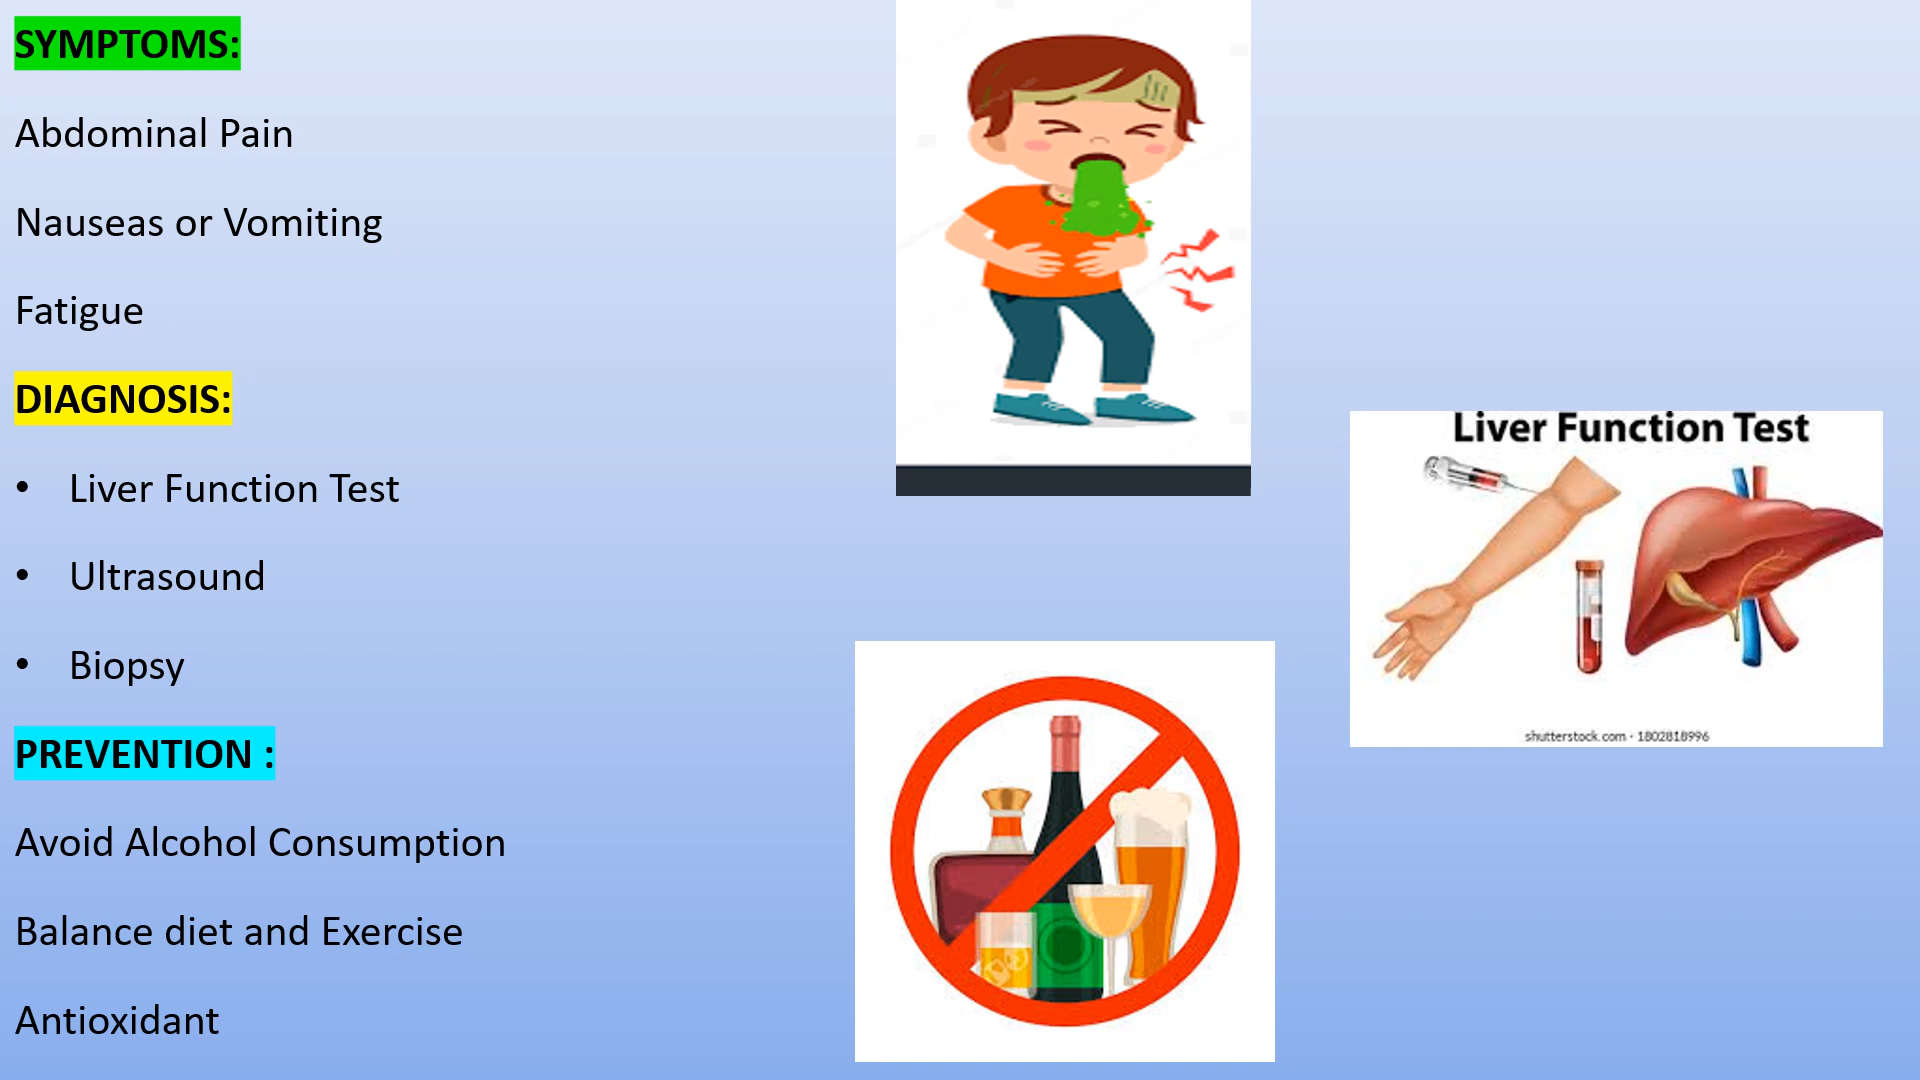 SYMPTOMS:
Abdominal Pain
Nauseas or Vomiting
Fatigue
DIAGNOSIS:
• Liver Function Test
• Ultrasound
• Biopsy
PREVENTION :
Avoid Alcohol Consumption
Balance diet and Exercise
Antioxidant
Liver Function Test
shutterstock.com · 1802818996